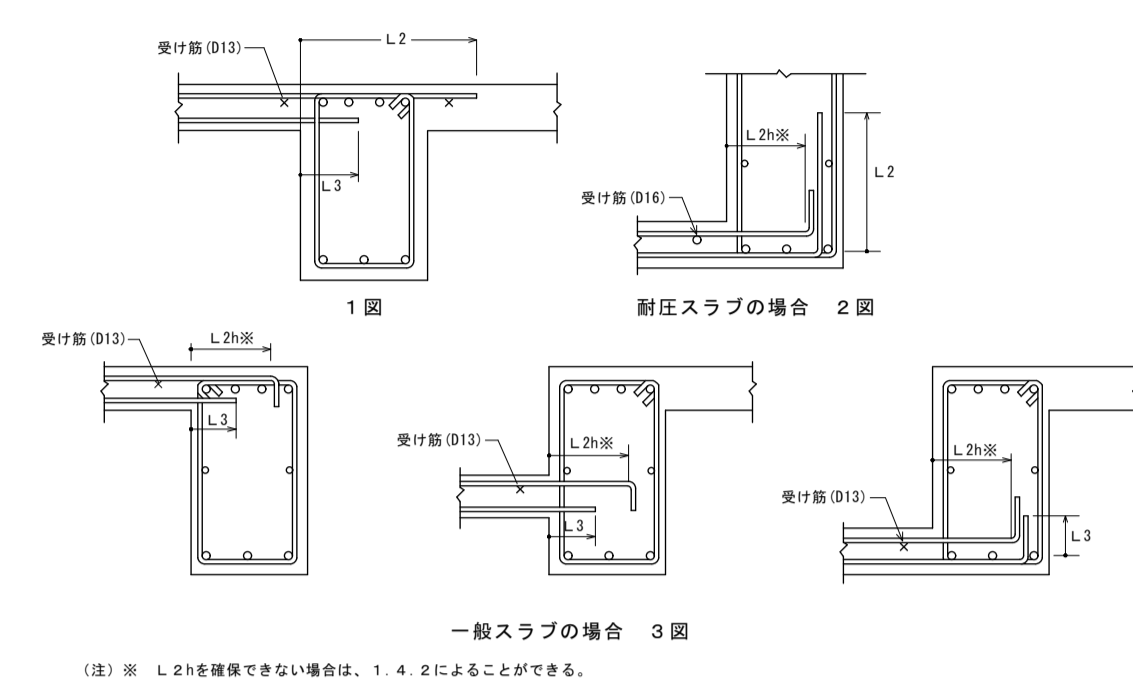 受け筋(D13)
L2
L3
1図
L2h※
受け筋(D16)
L2
耐圧スラブの場合　2図
受け筋(D13)
L2h※
L3
受け筋(D13)
L2h※
L3
受け筋(D13)
L2h※
L3
一般スラブの場合　3図
(注)※　L2hを確保できない場合は、1.4.2によることができる。